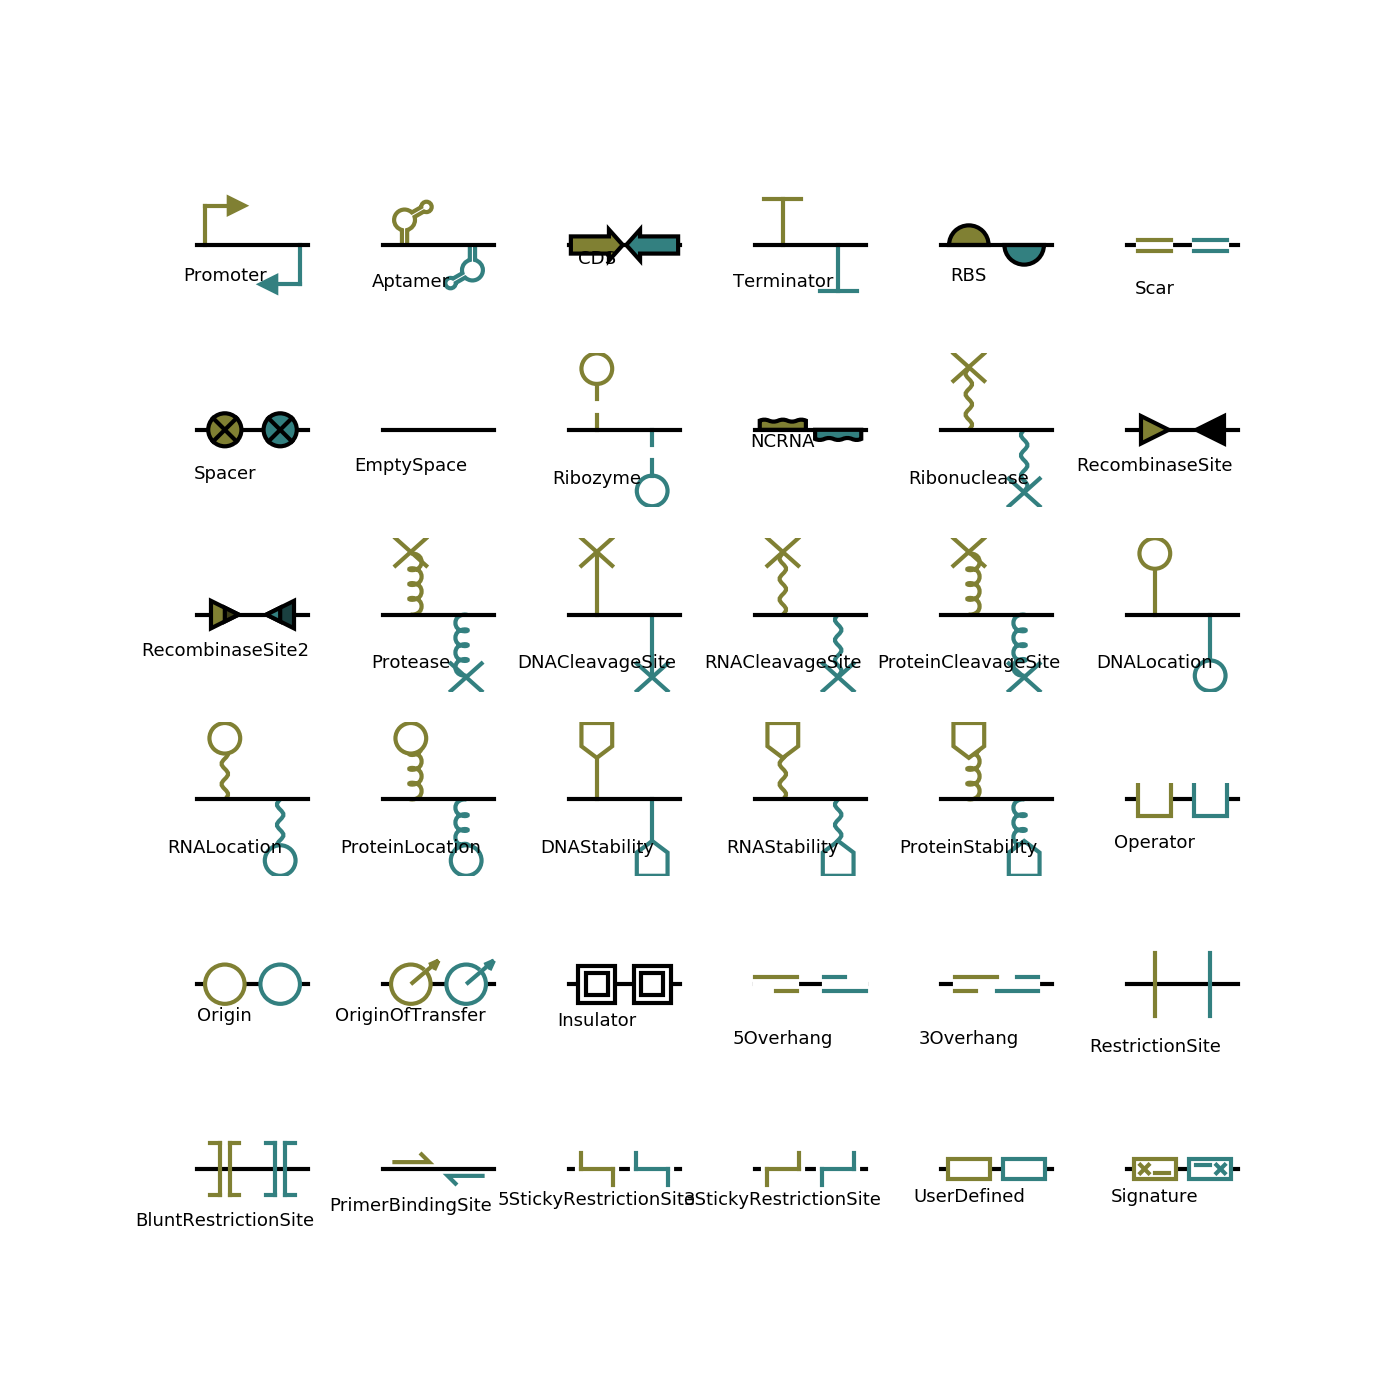 Promoter
Aptamer
CDS
Terminator
RBS
Scar
Spacer
EmptySpace
Ribozyme
NCRNA
Ribonuclease
RecombinaseSite
RecombinaseSite2
Protease
DNACleavageSite
RNACleavageSite
ProteinCleavageSite
DNALocation
RNALocation
ProteinLocation
DNAStability
RNAStability
ProteinStability
Operator
Origin
OriginOfTransfer
Insulator
5Overhang
3Overhang
RestrictionSite
BluntRestrictionSite
PrimerBindingSite
5StickyRestrictionSite
3StickyRestrictionSite
UserDefined
Signature